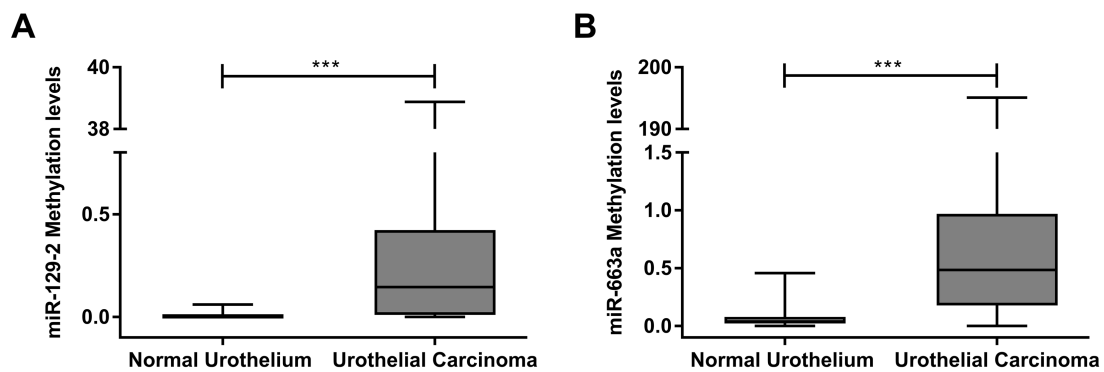 A
miR-129-2 Methylation levels
40
38
0.5
0.0
***
Normal Urothelium
Urothelial Carcinoma
B
miR-663a Methylation levels
200
190
1.5
1.0
0.5
0.0
***
Normal Urothelium
Urothelial Carcinoma